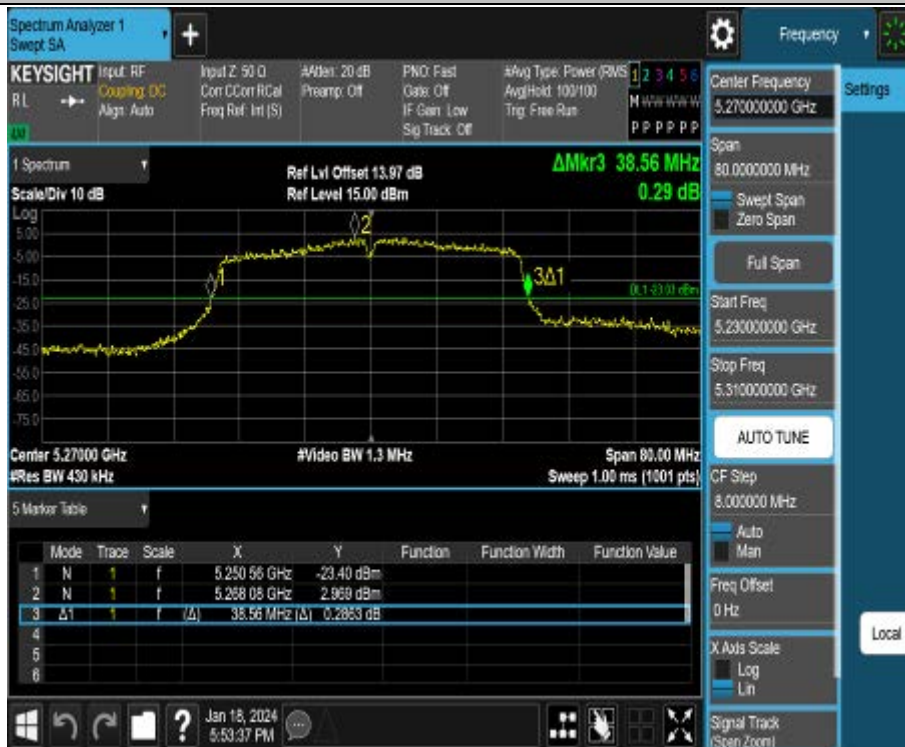 Spectrum Analyzer 1
Swept SA
+
Frequency
KEYSIGHT
RL
Input: RF
Coupling: DC
Align: Auto
Input Z: 50 Ω
Corr CCorr RCal
Freq Ref: Int (S)
#Atten: 20 dB
Preamp: Off
PNO: Fast
Gate: Off
IF Gain: Low
Sig Track: Off
#Avg Type: Power (RMS
Avg|Hold: 100/100
Trig: Free Run
1 2 3 4 5 6
M W W W W W
P P P P P P
1 Spectrum
Scale/Div 10 dB
Ref Lvl Offset 13.97 dB
Ref Level 15.00 dBm
ΔMkr3 38.56 MHz
0.29 dB
Log
5.00
-5.00
-15.0
-25.0
-35.0
-45.0
-55.0
-65.0
-75.0
2
1
3Δ1
Center 5.27000 GHz
#Video BW 1.3 MHz
Span 80.00 MHz
#Res BW 430 kHz
Sweep 1.00 ms (1001 pts)
5 Marker Table
Mode Trace Scale X Y Function Function Width Function Value
1 N 1 f 5.250 56 GHz -23.40 dBm
2 N 1 f 5.268 08 GHz 2.969 dBm
3 Δ1 1 f (Δ) 38.56 MHz (Δ) 0.2863 dB
4
5
6
Jan 18, 2024
5:53:37 PM
?
Center Frequency
5.270000000 GHz
Settings
Span
80.0000000 MHz
Swept Span
Zero Span
Full Span
Start Freq
5.230000000 GHz
Stop Freq
5.310000000 GHz
AUTO TUNE
CF Step
8.000000 MHz
Auto
Man
Freq Offset
0 Hz
X Axis Scale
Log
Lin
Local
Signal Track
(Span Zoom)